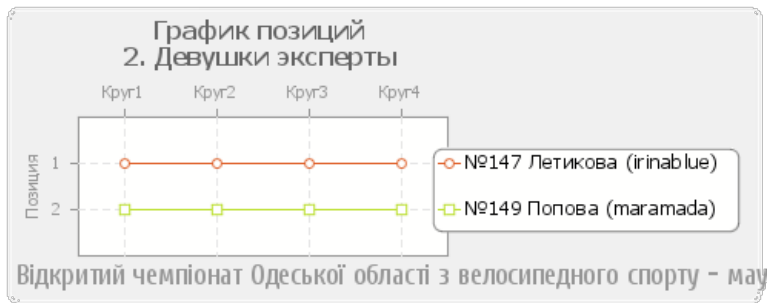 График позиций
2. Девушки эксперты
Круг1 Круг2 Круг3 Круг4
Позиция
1
2
№147 Летикова (irinablue)
№149 Попова (maramada)
Відкритий чемпіонат Одеської області з велосипедного спорту - мау